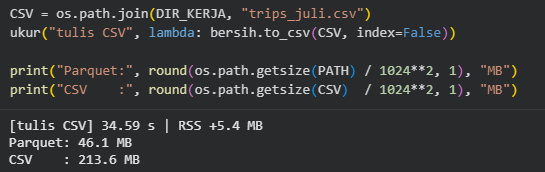 CSV = os.path.join(DIR_KERJA, "trips_juli.csv")
ukur("tulis CSV", lambda: bersih.to_csv(CSV, index=False))
print("Parquet:", round(os.path.getsize(PATH) / 1024**2, 1), "MB")
print("CSV    :", round(os.path.getsize(CSV)  / 1024**2, 1), "MB")
[tulis CSV] 34.59 s | RSS +5.4 MB
Parquet: 46.1 MB
CSV    : 213.6 MB